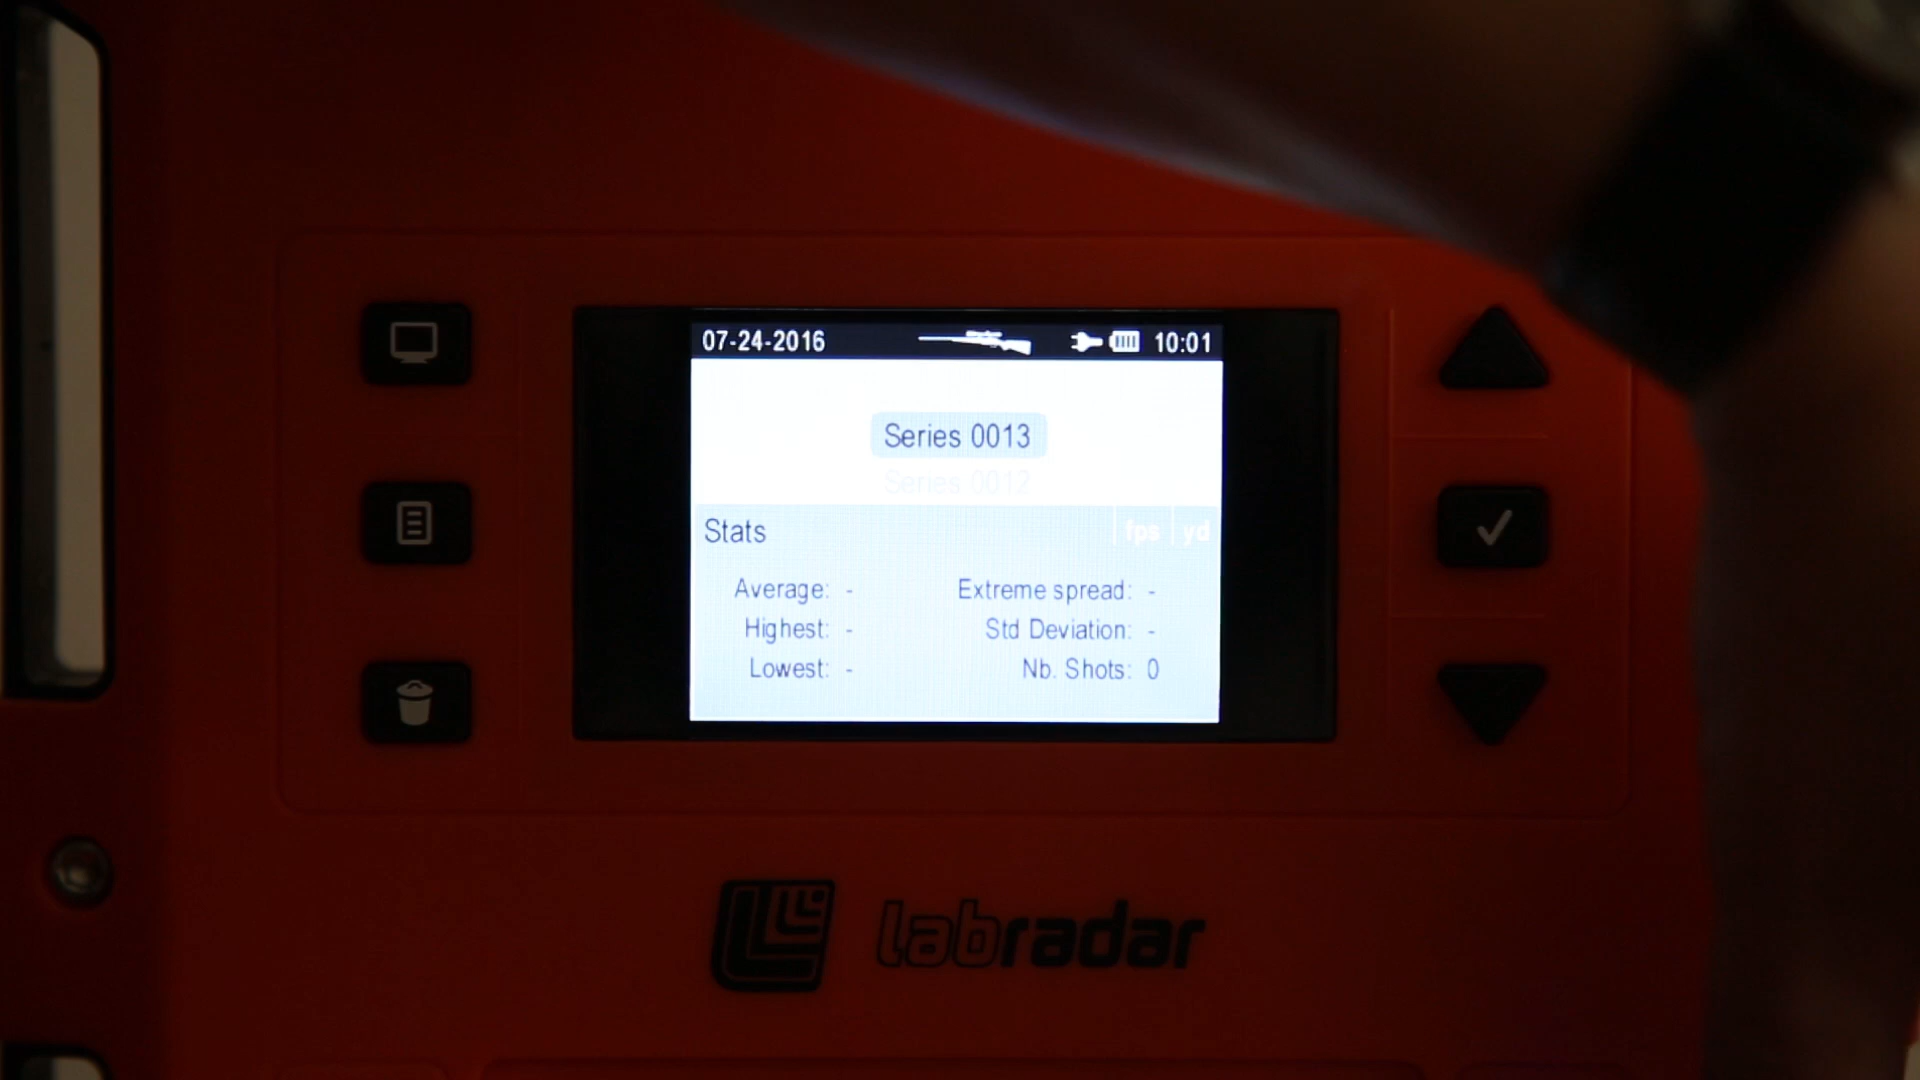 07-24-2016 10:01
Series 0013
Series 0012
Stats fps yd
Average: - Extreme spread: -
Highest: - Std Deviation: -
Lowest: - Nb. Shots: 0
labradar